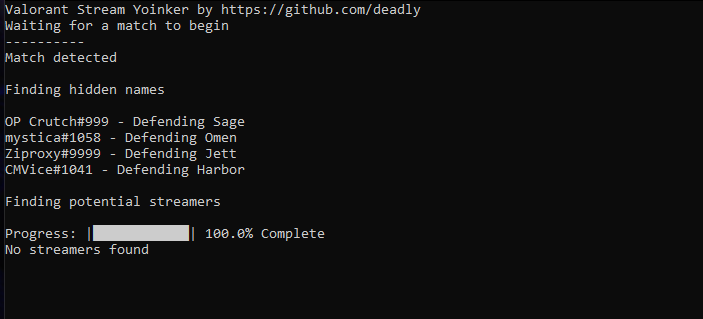 Valorant Stream Yoinker by https://github.com/deadly
Waiting for a match to begin
----------
Match detected
Finding hidden names
OP Crutch#999 - Defending Sage
mystica#1058 - Defending Omen
Ziproxy#9999 - Defending Jett
CMVice#1041 - Defending Harbor
Finding potential streamers
Progress: |████████████| 100.0% Complete
No streamers found